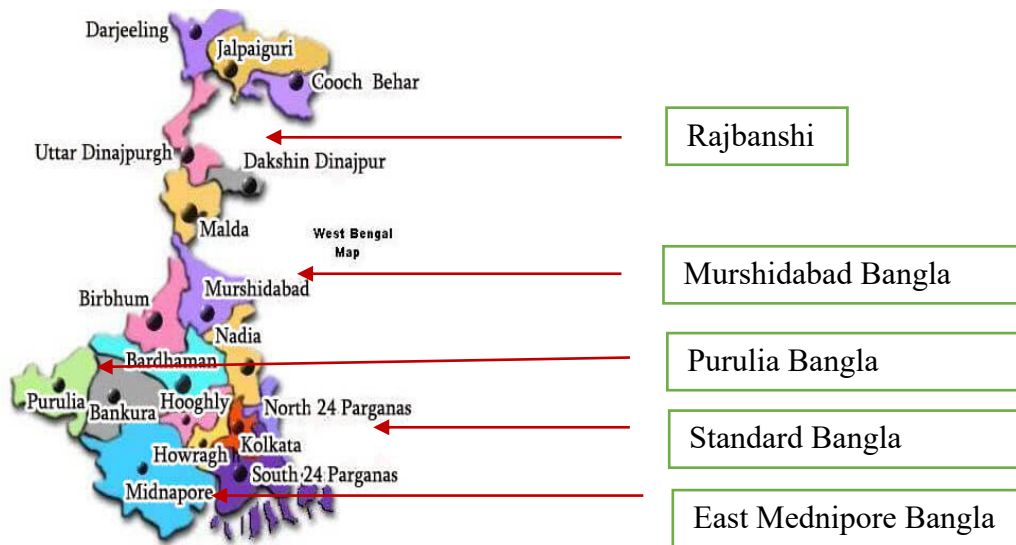 Darjeeling
Jalpaiguri
Cooch Behar
Rajbanshi
Uttar Dinajpurgh
Dakshin Dinajpur
Malda
West Bengal
Map
Murshidabad Bangla
Murshidabad
Birbhum
Nadia
Bardhaman
Purulia Bangla
Purulia
Bankura
Hooghly
North 24 Parganas
Standard Bangla
Kolkata
Howragh
South 24 Parganas
Midnapore
East Mednipore Bangla